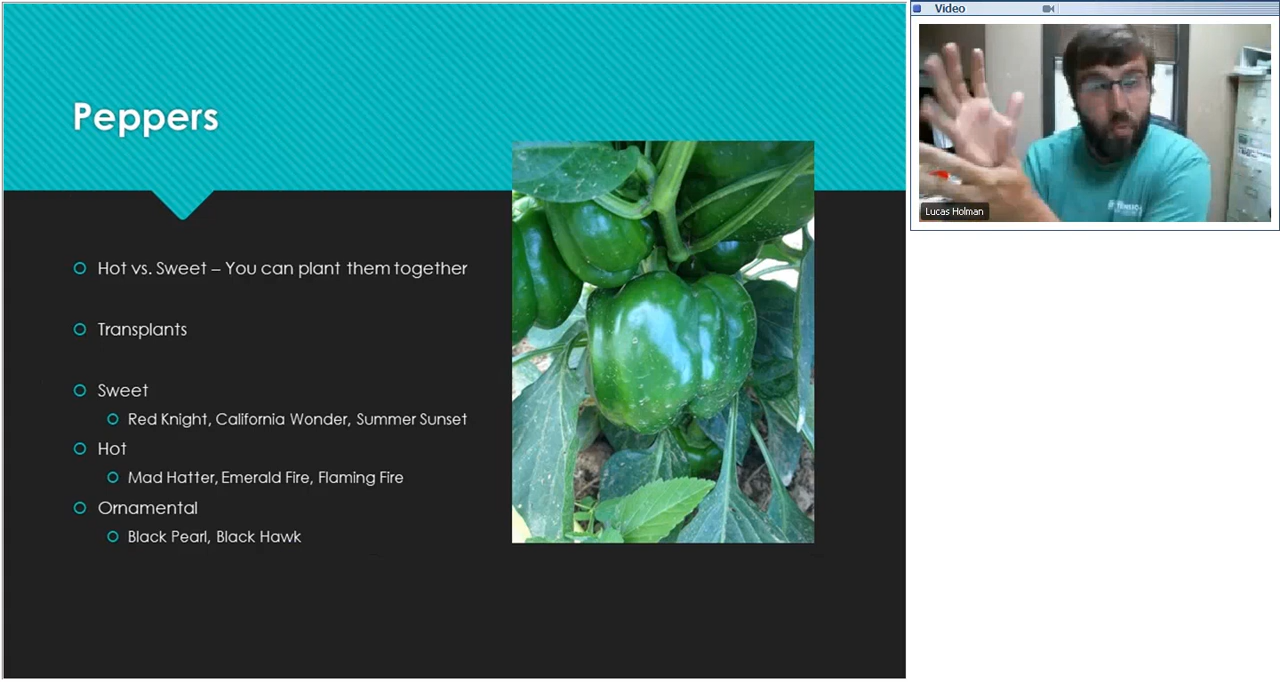 Peppers
Hot vs. Sweet – You can plant them together
Transplants
Sweet
Red Knight, California Wonder, Summer Sunset
Hot
Mad Hatter, Emerald Fire, Flaming Fire
Ornamental
Black Pearl, Black Hawk
Video
Lucas Holman